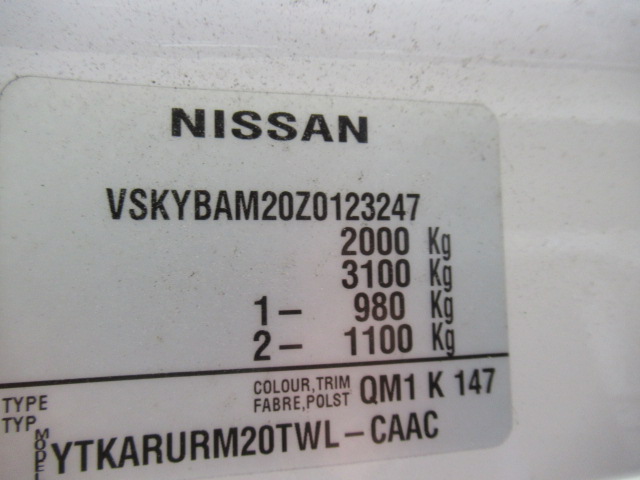 NISSAN
VSKYBAM20Z0123247
2000 Kg
3100 Kg
1- 980 Kg
2- 1100 Kg
TYPE
TYP
COLOUR,TRIM
FABRE,POLST
QM1 K 147
MODEL
YTKARURM20TWL-CAAC